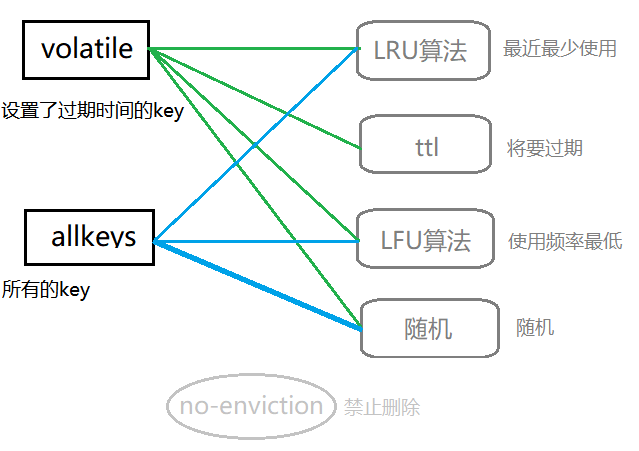 volatile
LRU算法
最近最少使用
设置了过期时间的key
ttl
将要过期
allkeys
LFU算法
使用频率最低
所有的key
随机
随机
no-enviction
禁止删除